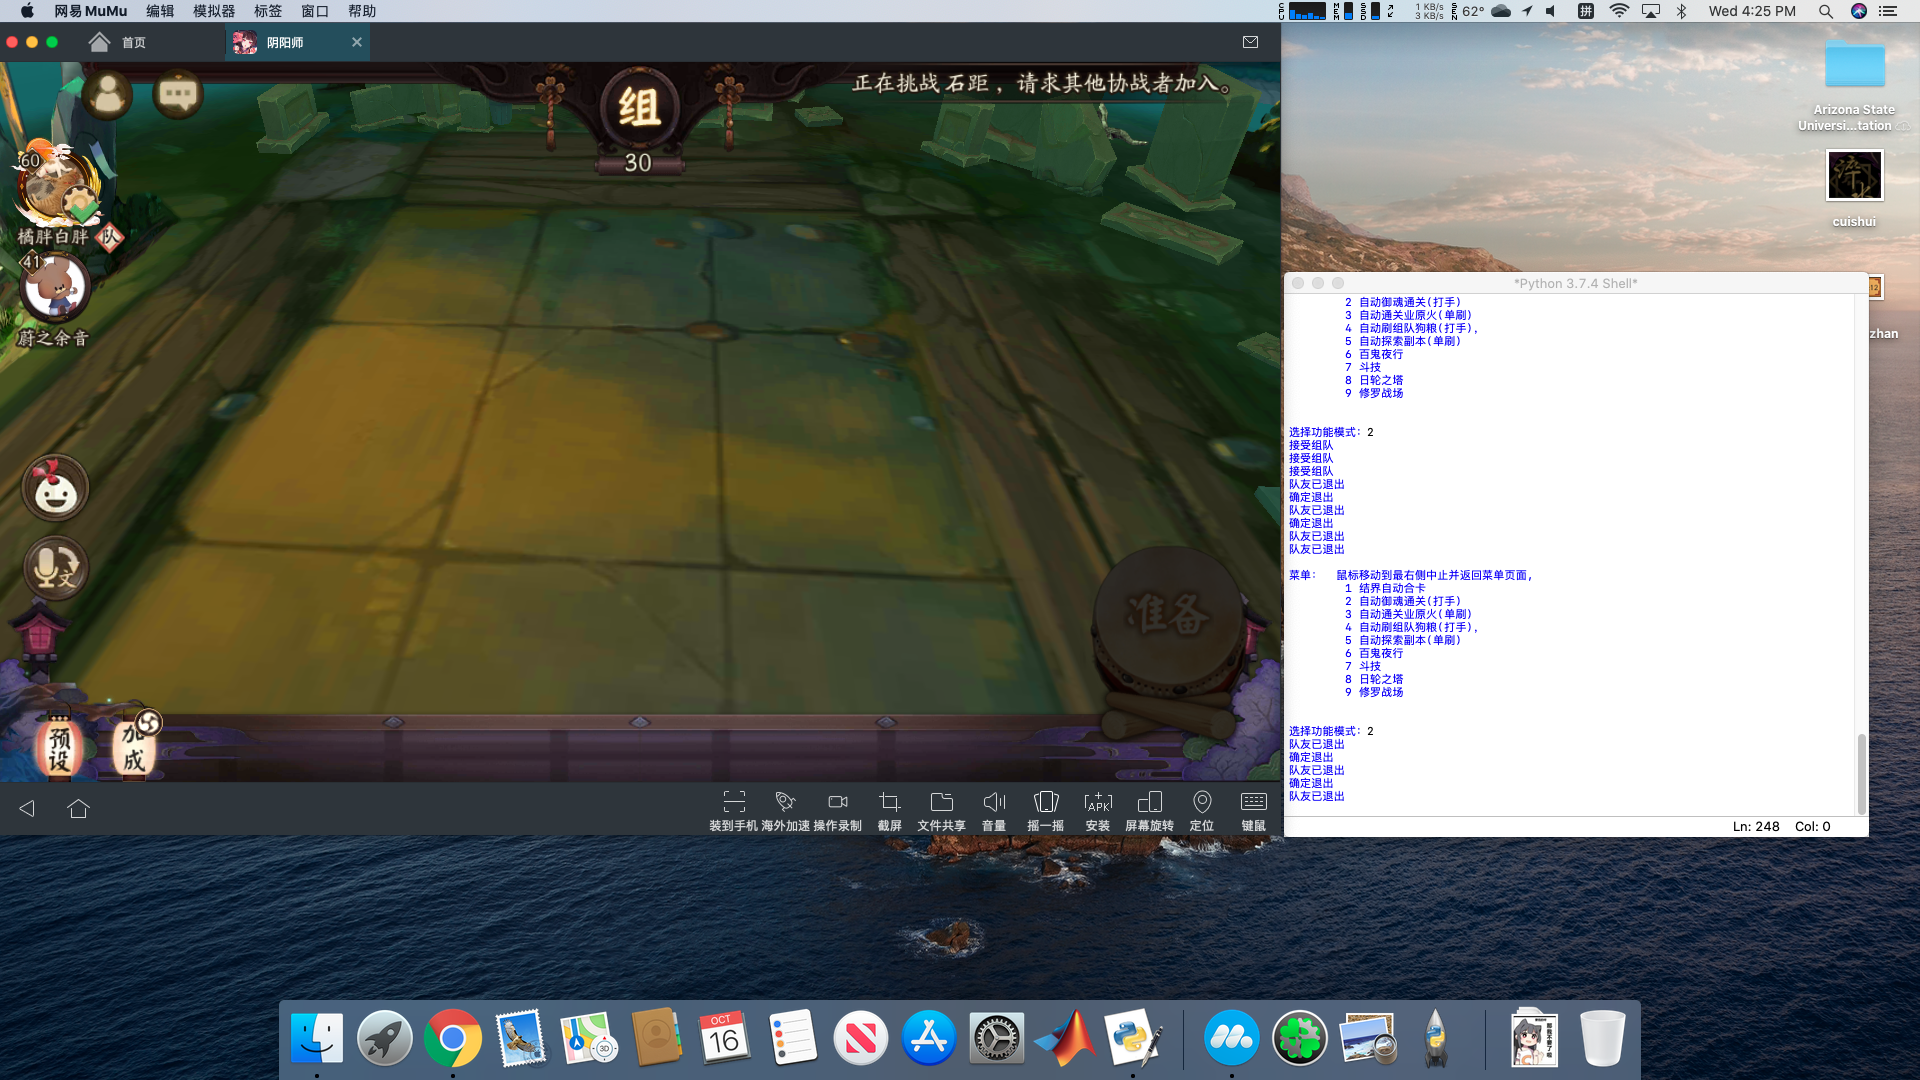 网易 MuMu 编辑 模拟器 标签 窗口 帮助
CPU MEM SSD 1 KB/s 3 KB/s SEN 62° 拼 Wed 4:25 PM
首页 阴阳师
正在挑战石距，请求其他协战者加入。
组
30
60
橘胖白胖 队
41
蔚之余音
文
准备
预设 加成
装到手机 海外加速 操作录制 截屏 文件共享 音量 摇一摇 APK 安装 屏幕旋转 定位 键鼠
Arizona State
Universi...tation
cuishui
zhan
*Python 3.7.4 Shell*
2 自动御魂通关(打手)
3 自动通关业原火(单刷)
4 自动刷组队狗粮(打手),
5 自动探索副本(单刷)
6 百鬼夜行
7 斗技
8 日轮之塔
9 修罗战场
选择功能模式: 2
接受组队
接受组队
接受组队
队友已退出
确定退出
队友已退出
确定退出
队友已退出
队友已退出
菜单: 鼠标移动到最右侧中止并返回菜单页面,
1 结界自动合卡
2 自动御魂通关(打手)
3 自动通关业原火(单刷)
4 自动刷组队狗粮(打手),
5 自动探索副本(单刷)
6 百鬼夜行
7 斗技
8 日轮之塔
9 修罗战场
选择功能模式: 2
队友已退出
确定退出
队友已退出
确定退出
队友已退出
Ln: 248 Col: 0
OCT
16
3D